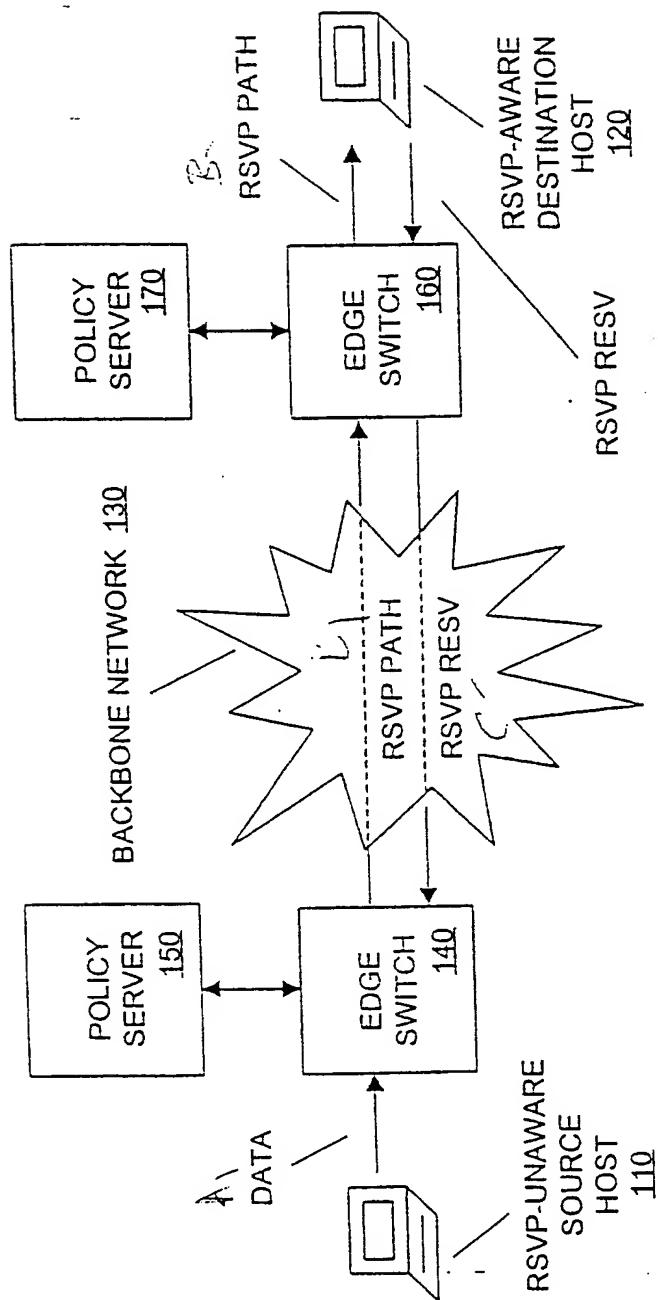 POLICY
SERVER
150
BACKBONE NETWORK 130
POLICY
SERVER
170
A
DATA
EDGE
SWITCH
140
RSVP PATH
RSVP RESV
C
EDGE
SWITCH
160
B
RSVP PATH
RSVP-UNAWARE
SOURCE
HOST
110
RSVP RESV
RSVP-AWARE
DESTINATION
HOST
120